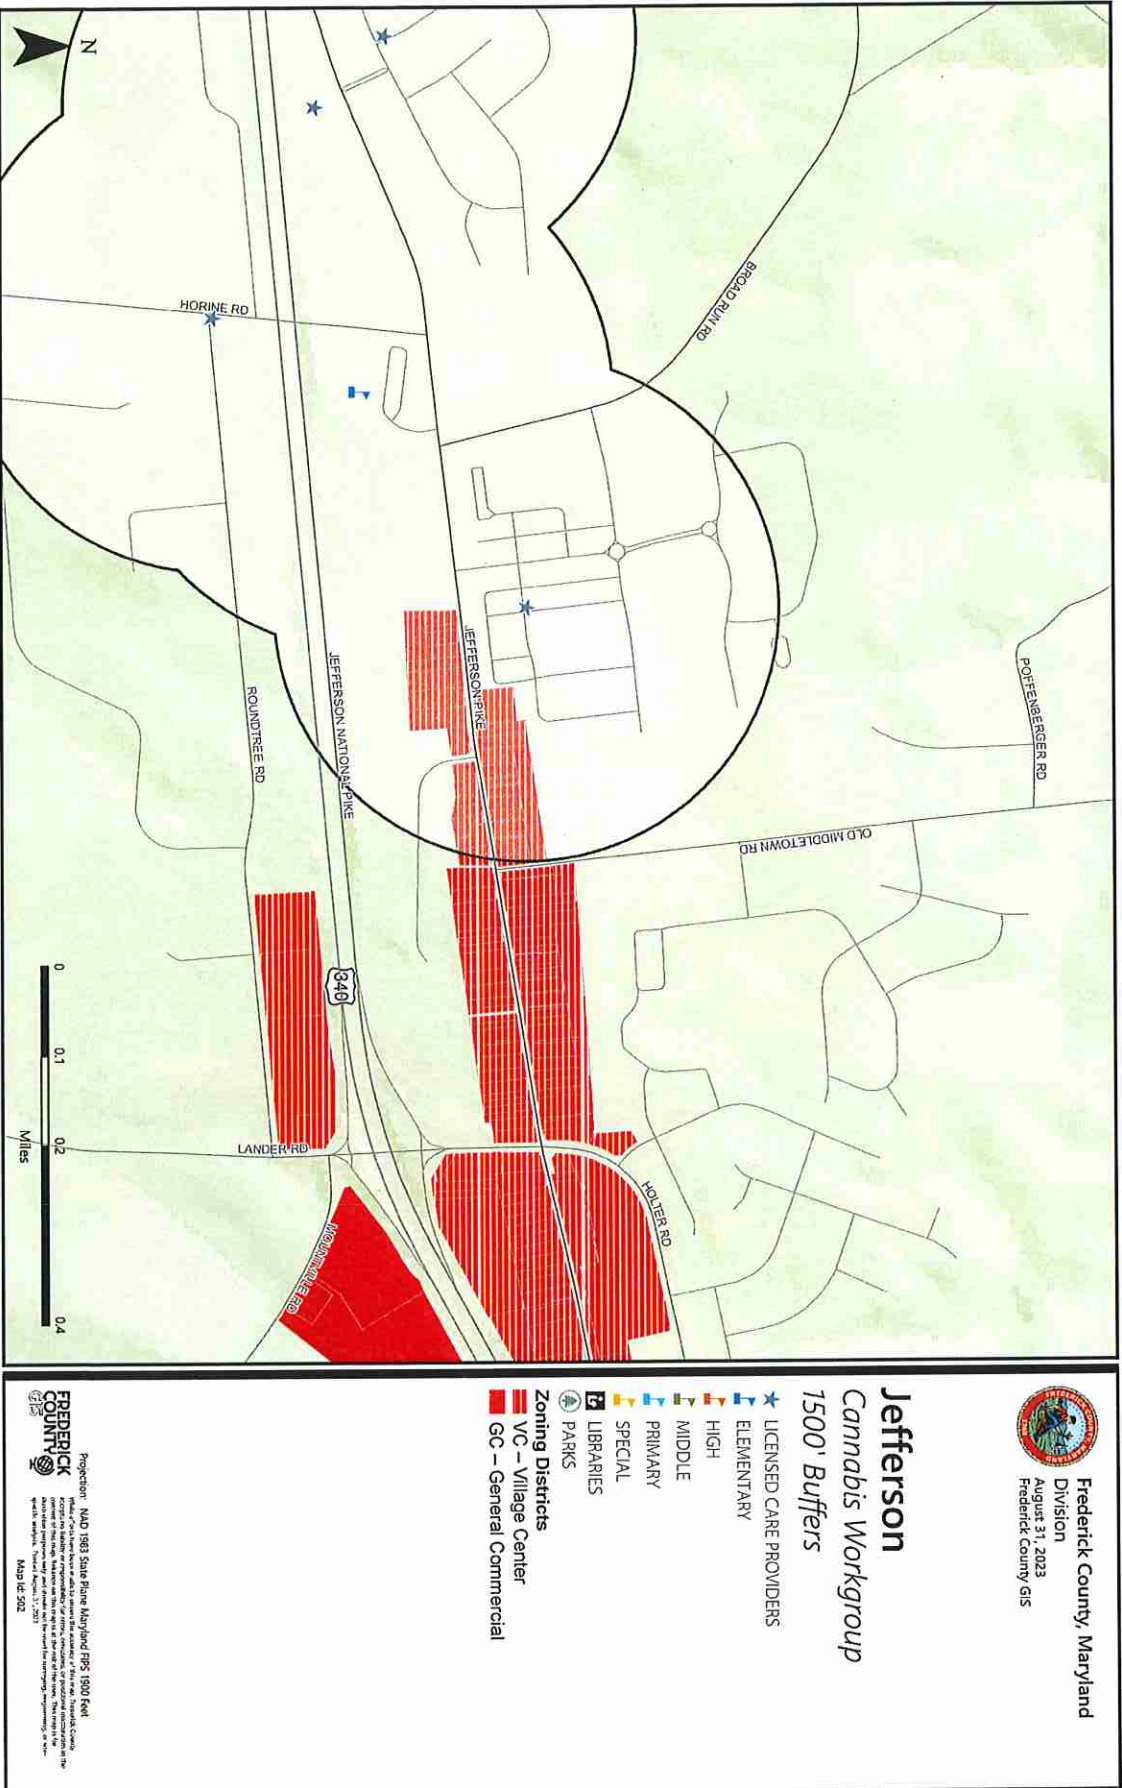 N
BROAD RUN RD
HORINE RD
POFFENBERGER RD
JEFFERSON PIKE
JEFFERSON NATIONAL PIKE
ROUNDTREE RD
OLD MIDDLETOWN RD
340
LANDER RD
HOLTER RD
MOUNTVILLE RD
0 0.1 0.2 0.4
Miles
Frederick County, Maryland
Division
August 31, 2023
Frederick County GIS
Jefferson
Cannabis Workgroup
1500' Buffers
LICENSED CARE PROVIDERS
ELEMENTARY
HIGH
MIDDLE
PRIMARY
SPECIAL
LIBRARIES
PARKS
Zoning Districts
VC – Village Center
GC – General Commercial
FREDERICK
COUNTY
GIS
Projection: NAD 1983 State Plane Maryland FIPS 1900 Feet
Map Id: 502